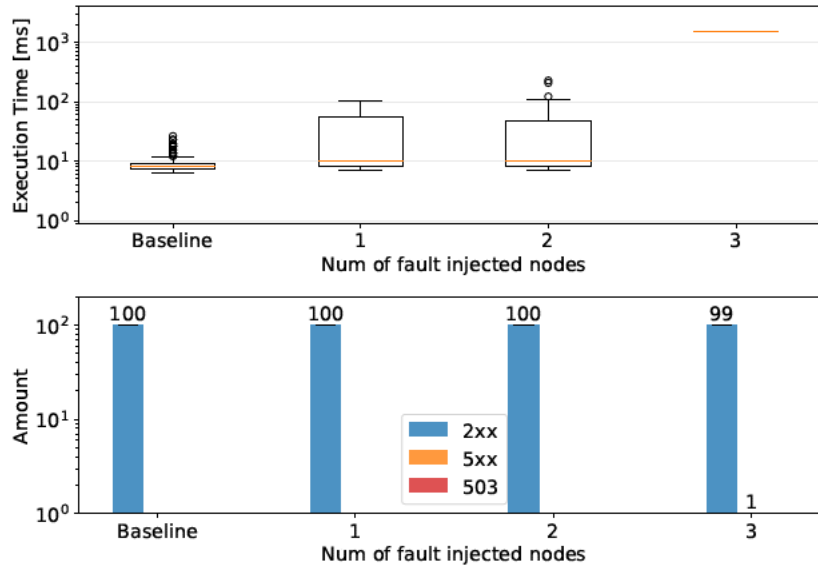 Execution Time [ms]
10³
10²
10¹
10⁰
Baseline 1 2 3
Num of fault injected nodes
Amount
10²
10¹
10⁰
100 100 100 99
1
2xx
5xx
503
Baseline 1 2 3
Num of fault injected nodes